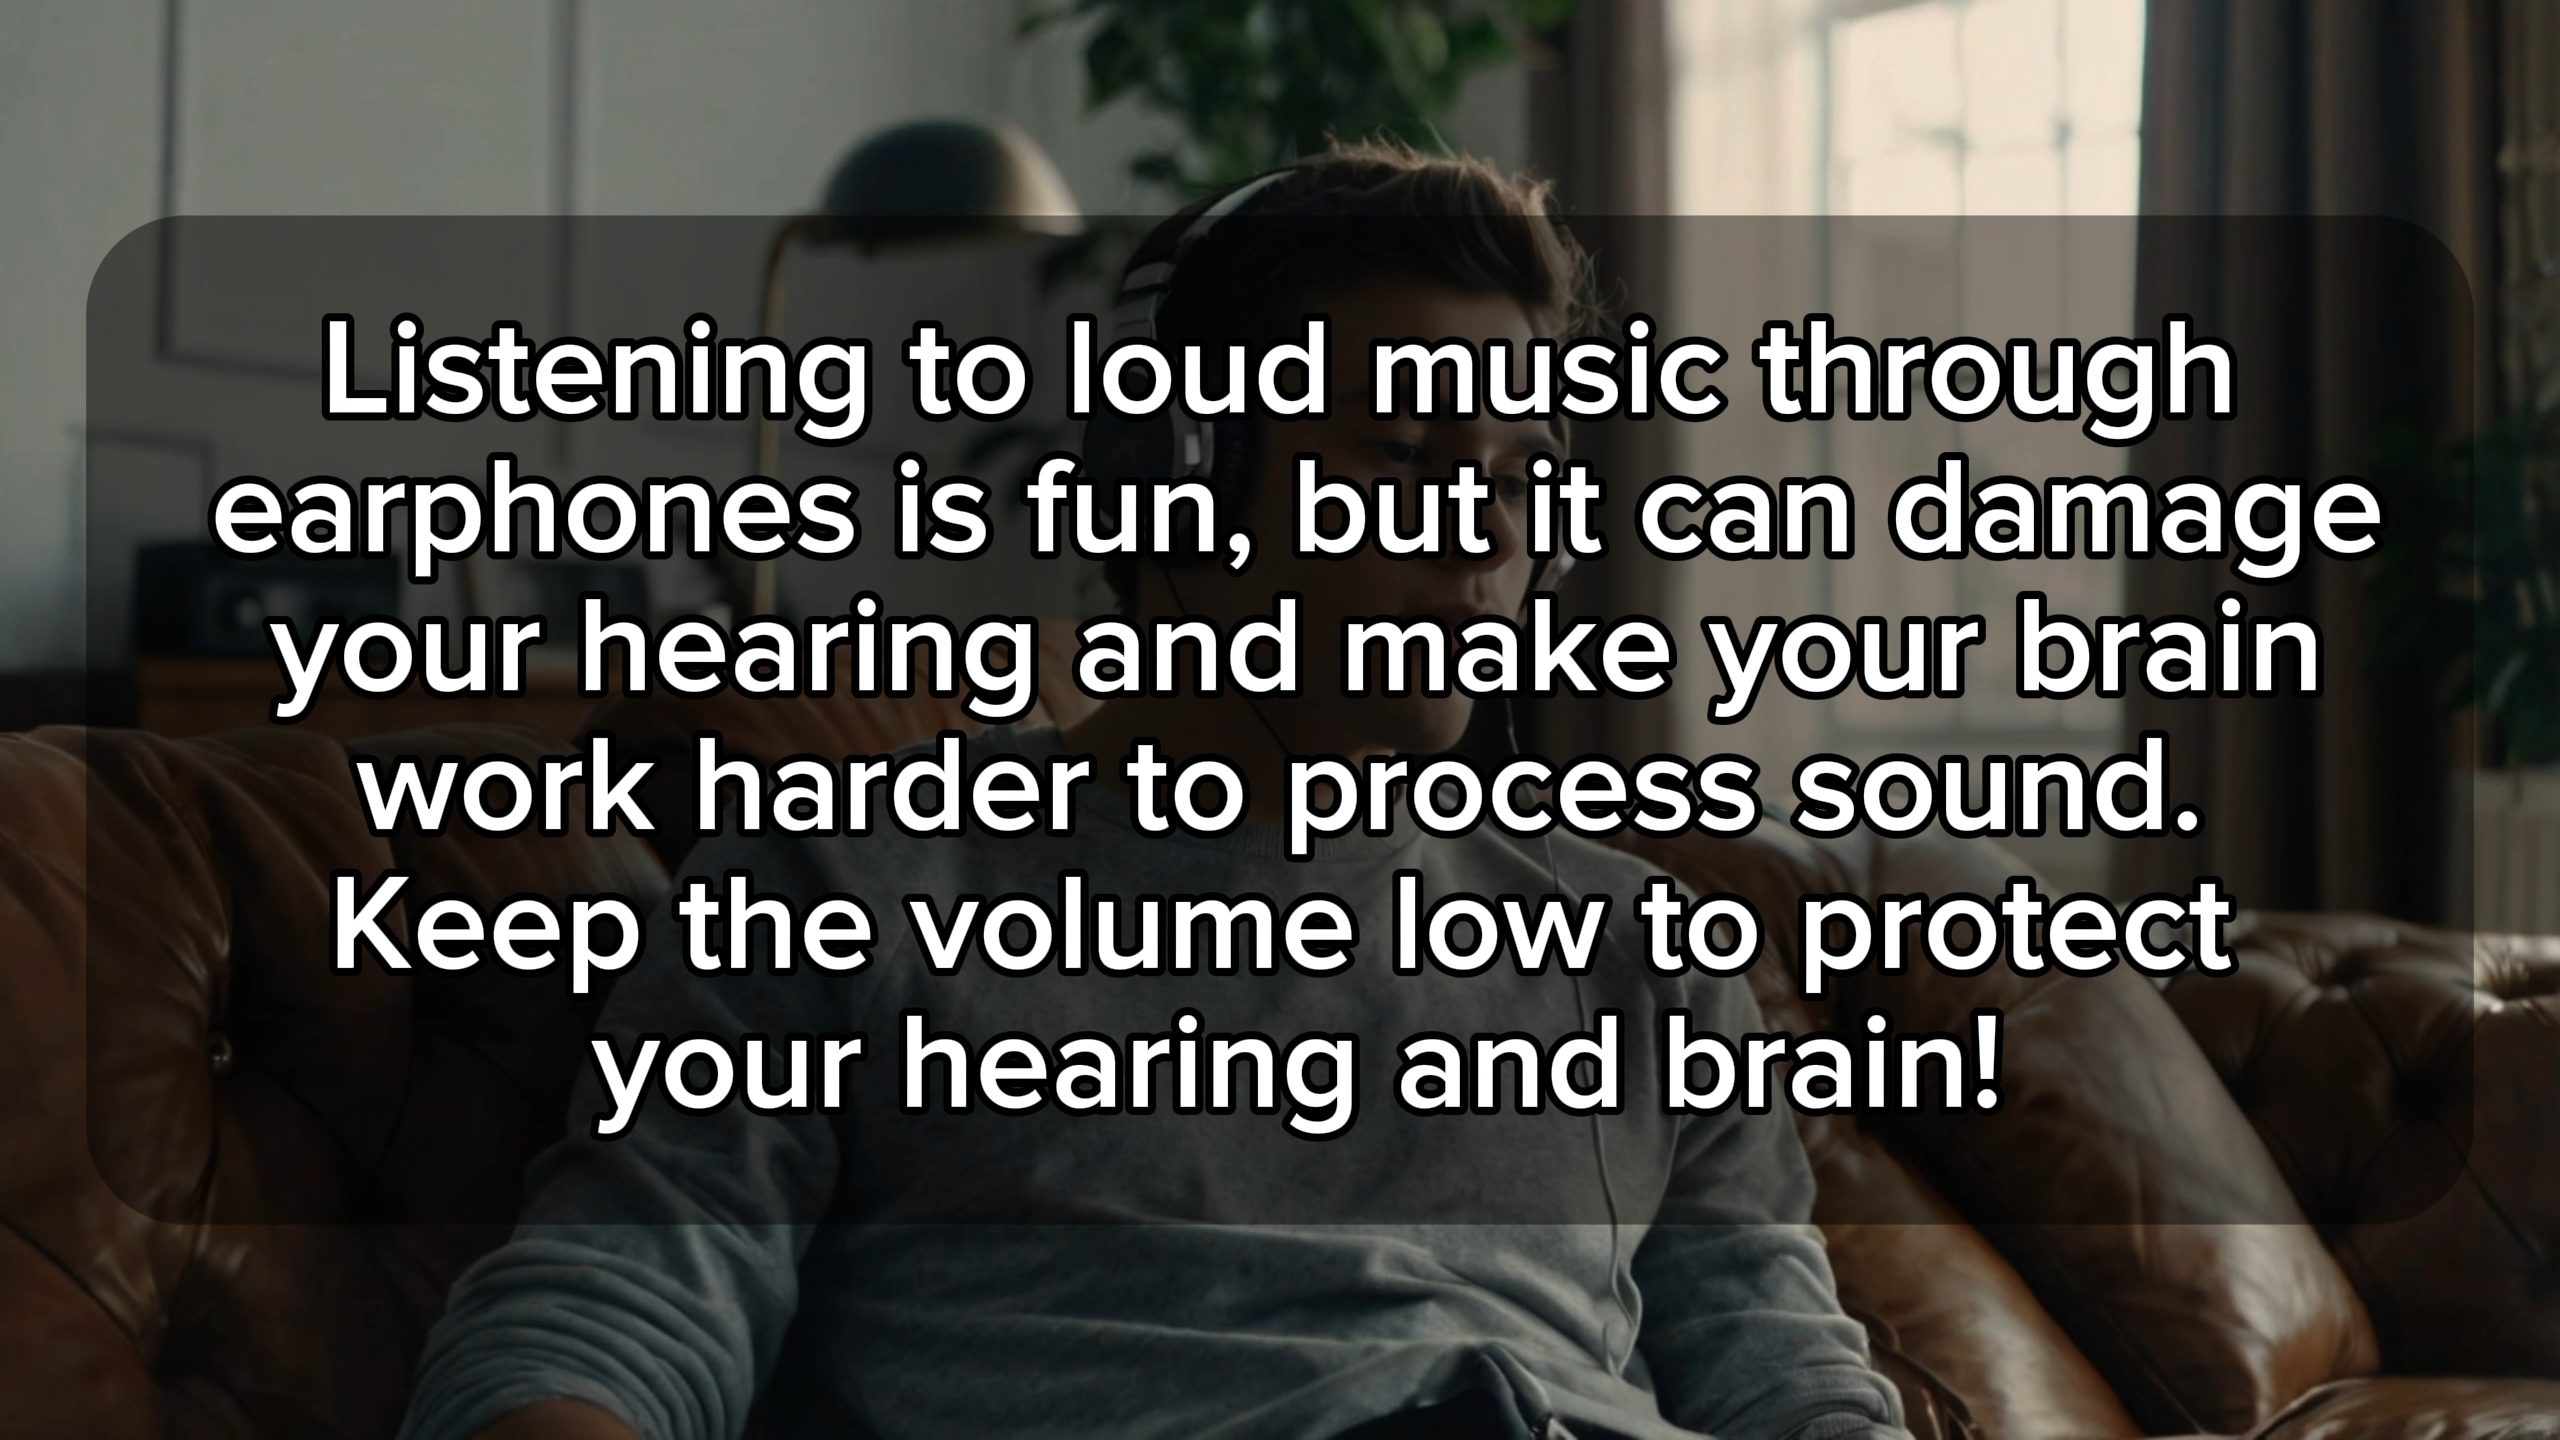 Listening to loud music through
earphones is fun, but it can damage
your hearing and make your brain
work harder to process sound.
Keep the volume low to protect
your hearing and brain!